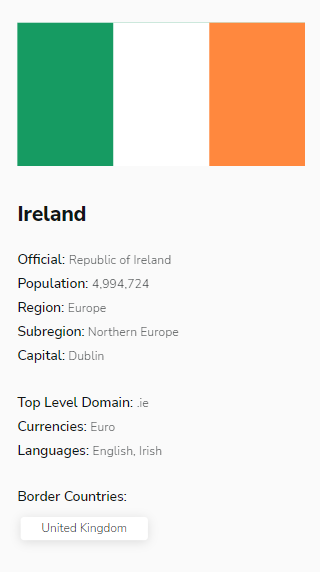 Ireland
Official: Republic of Ireland
Population: 4,994,724
Region: Europe
Subregion: Northern Europe
Capital: Dublin
Top Level Domain: .ie
Currencies: Euro
Languages: English, Irish
Border Countries:
United Kingdom